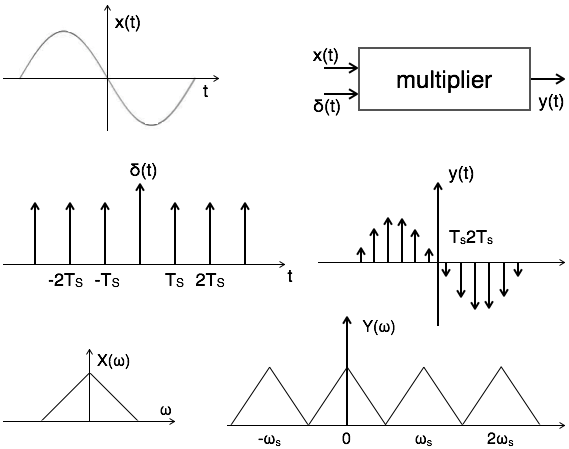 x(t)
t
x(t)
δ(t)
multiplier
y(t)
δ(t)
-2Ts -Ts Ts 2Ts
t
y(t)
Ts2Ts
X(ω)
ω
Y(ω)
-ωs 0 ωs 2ωs